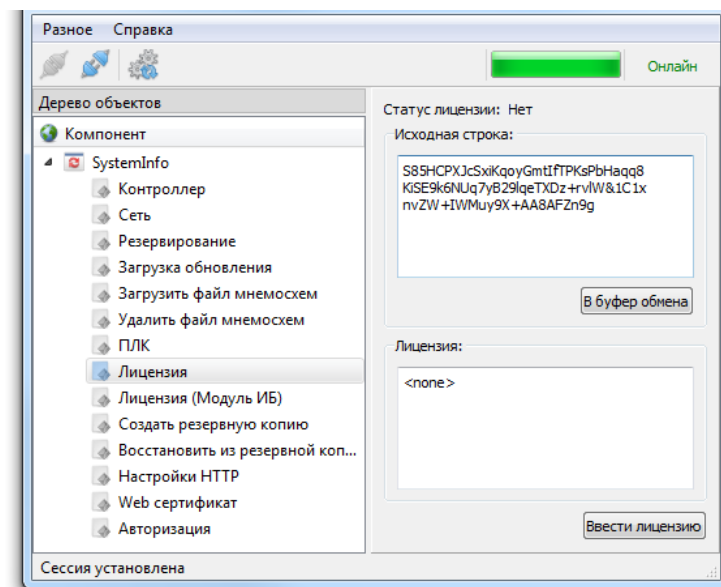 Разное Справка
Онлайн
Дерево объектов
Компонент
SystemInfo
Контроллер
Сеть
Резервирование
Загрузка обновления
Загрузить файл мнемосхем
Удалить файл мнемосхем
ПЛК
Лицензия
Лицензия (Модуль ИБ)
Создать резервную копию
Восстановить из резервной коп...
Настройки HTTP
Web сертификат
Авторизация
Статус лицензии: Нет
Исходная строка:
S85HCPXJcSxiKqoyGmtIfTPKsPbHaqq8
KiSE9k6NUq7yB29lqeTXDz+rvlW&1C1x
nvZW+IWMuy9X+AA8AFZn9g
В буфер обмена
Лицензия:
<none>
Ввести лицензию
Сессия установлена